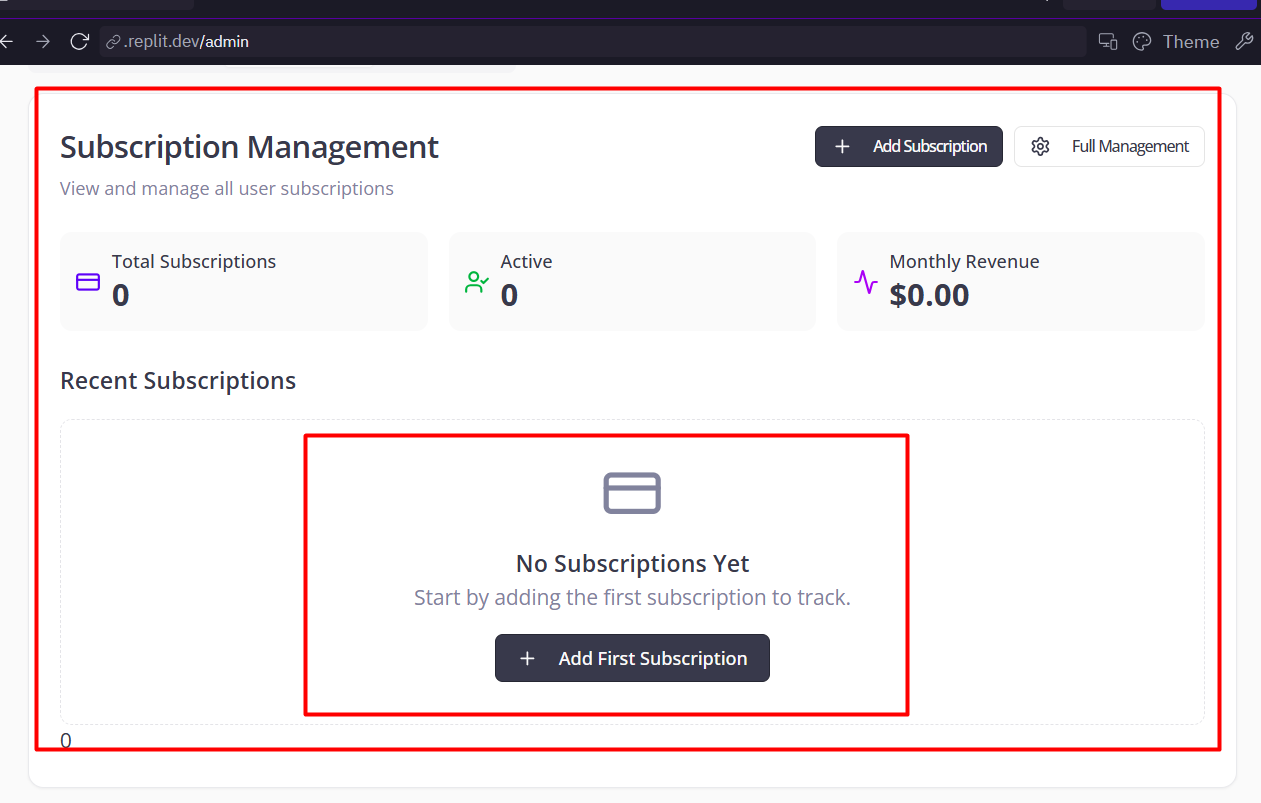 .replit.dev/admin
Theme
Subscription Management
Add Subscription
Full Management
View and manage all user subscriptions
Total Subscriptions
0
Active
0
Monthly Revenue
$0.00
Recent Subscriptions
No Subscriptions Yet
Start by adding the first subscription to track.
Add First Subscription
0